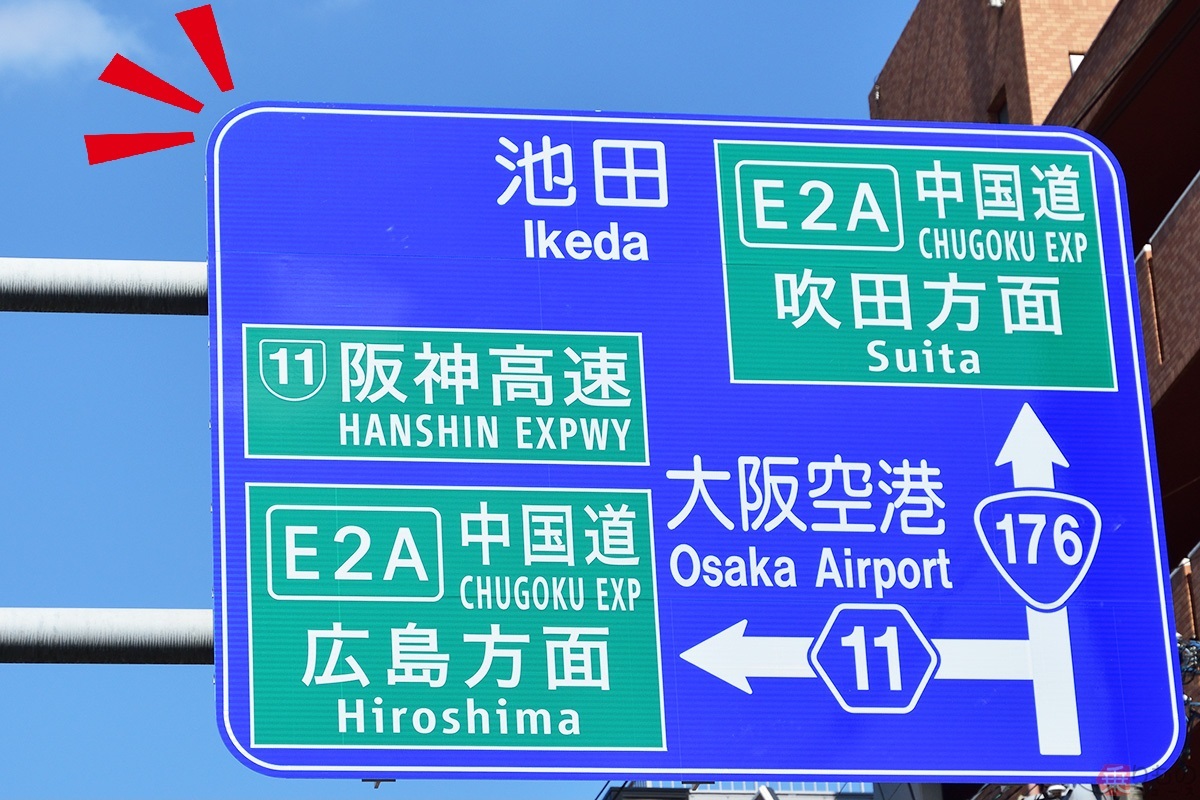 池田
Ikeda
E2A 中国道
CHUGOKU EXP
吹田方面
Suita
11 阪神高速
HANSHIN EXPWY
E2A 中国道
CHUGOKU EXP
広島方面
Hiroshima
大阪空港
Osaka Airport
176
11